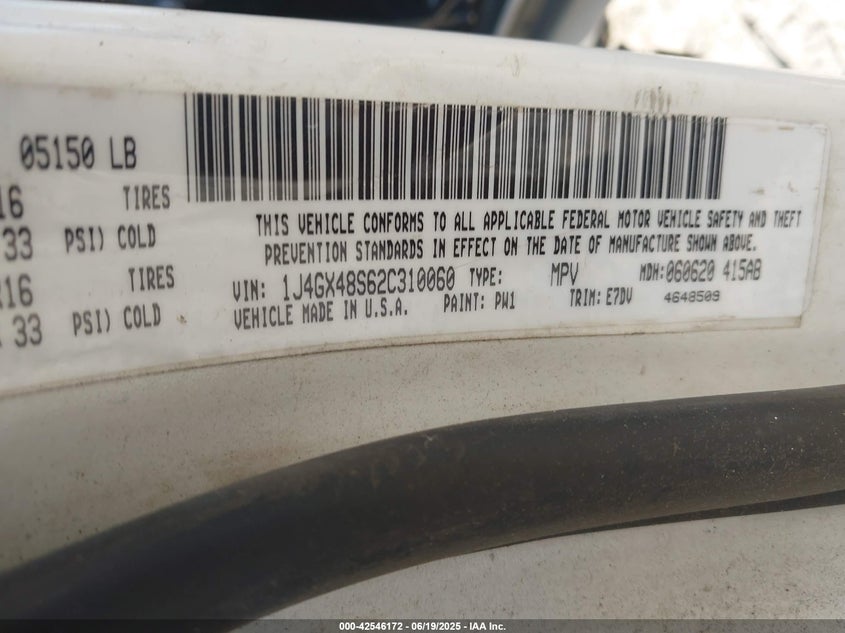 05150 LB
16 TIRES
33 PSI) COLD
R16 TIRES
33 PSI) COLD
THIS VEHICLE CONFORMS TO ALL APPLICABLE FEDERAL MOTOR VEHICLE SAFETY AND THEFT
PREVENTION STANDARDS IN EFFECT ON THE DATE OF MANUFACTURE SHOWN ABOVE.
VIN: 1J4GX48S62C310060 TYPE: MPV MDH: 060620 415AB
VEHICLE MADE IN U.S.A. PAINT: PW1 TRIM: E7DV 4648509
000-42546172 - 06/19/2025 - IAA Inc.